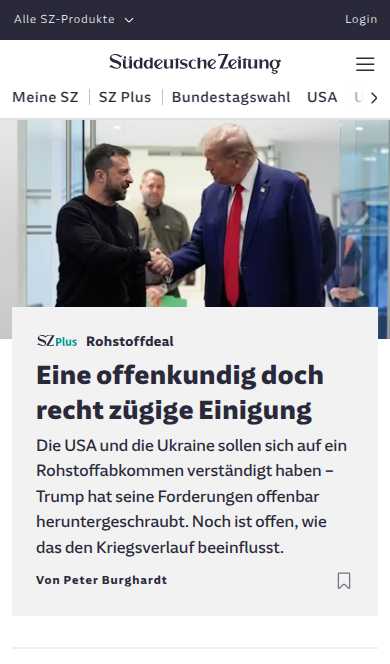 Alle SZ-Produkte
Login
Süddeutsche Zeitung
Meine SZ
SZ Plus
Bundestagswahl
USA
SZ Plus Rohstoffdeal
Eine offenkundig doch
recht zügige Einigung
Die USA und die Ukraine sollen sich auf ein
Rohstoffabkommen verständigt haben –
Trump hat seine Forderungen offenbar
heruntergeschraubt. Noch ist offen, wie
das den Kriegsverlauf beeinflusst.
Von Peter Burghardt